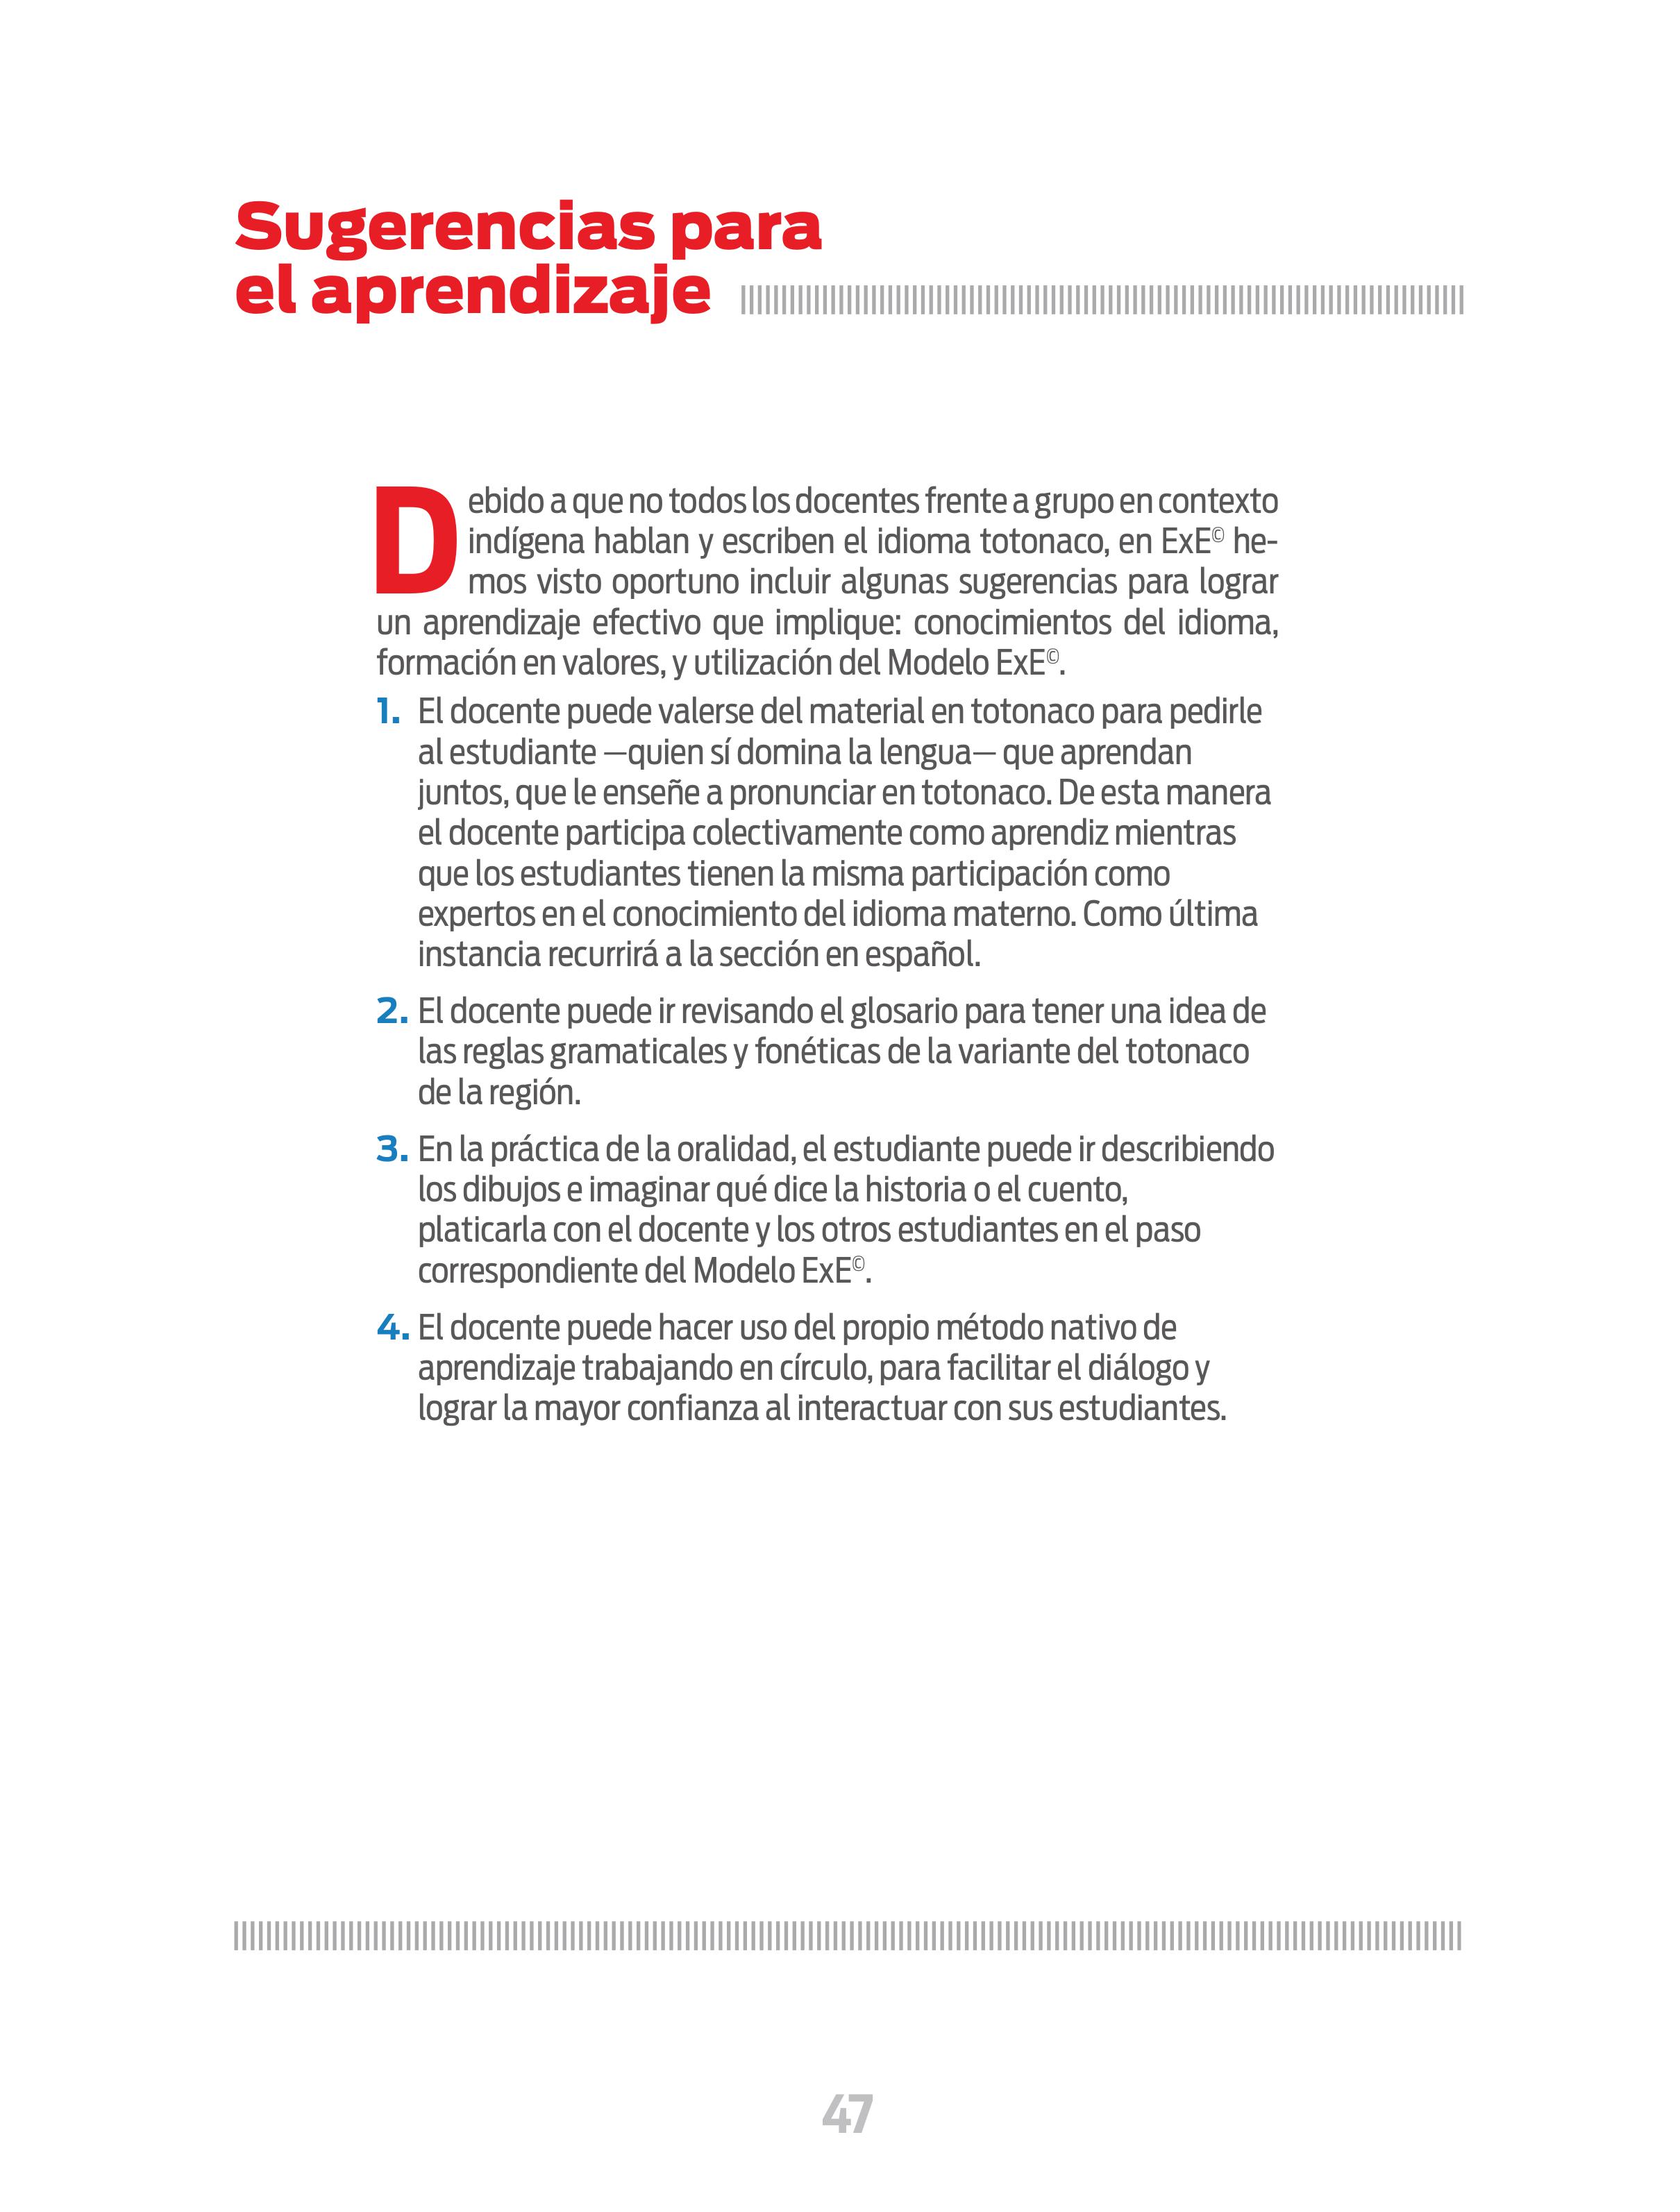 Sugerencias para
el aprendizaje
Debido a que no todos los docentes frente a grupo en contexto
indígena hablan y escriben el idioma totonaco, en ExE© he-
mos visto oportuno incluir algunas sugerencias para lograr
un aprendizaje efectivo que implique: conocimientos del idioma,
formación en valores, y utilización del Modelo ExE©.
1. El docente puede valerse del material en totonaco para pedirle
al estudiante —quien sí domina la lengua— que aprendan
juntos, que le enseñe a pronunciar en totonaco. De esta manera
el docente participa colectivamente como aprendiz mientras
que los estudiantes tienen la misma participación como
expertos en el conocimiento del idioma materno. Como última
instancia recurrirá a la sección en español.
2. El docente puede ir revisando el glosario para tener una idea de
las reglas gramaticales y fonéticas de la variante del totonaco
de la región.
3. En la práctica de la oralidad, el estudiante puede ir describiendo
los dibujos e imaginar qué dice la historia o el cuento,
platicarla con el docente y los otros estudiantes en el paso
correspondiente del Modelo ExE©.
4. El docente puede hacer uso del propio método nativo de
aprendizaje trabajando en círculo, para facilitar el diálogo y
lograr la mayor confianza al interactuar con sus estudiantes.
47